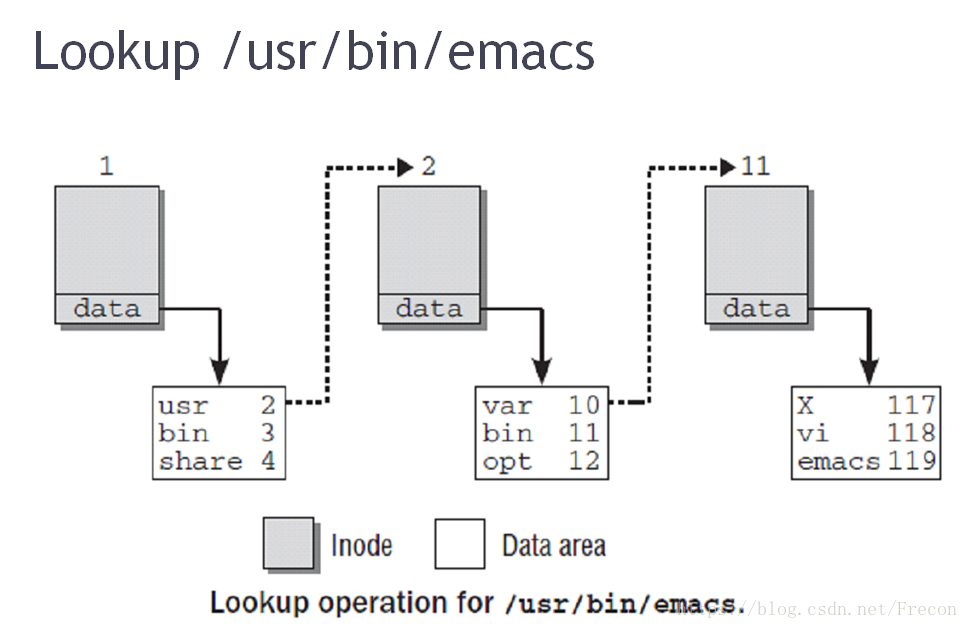 Lookup /usr/bin/emacs
1
2
11
data
data
data
usr 2
bin 3
share 4
var 10
bin 11
opt 12
X 117
vi 118
emacs 119
Inode
Data area
Lookup operation for /usr/bin/emacs.
https://blog.csdn.net/Frecon